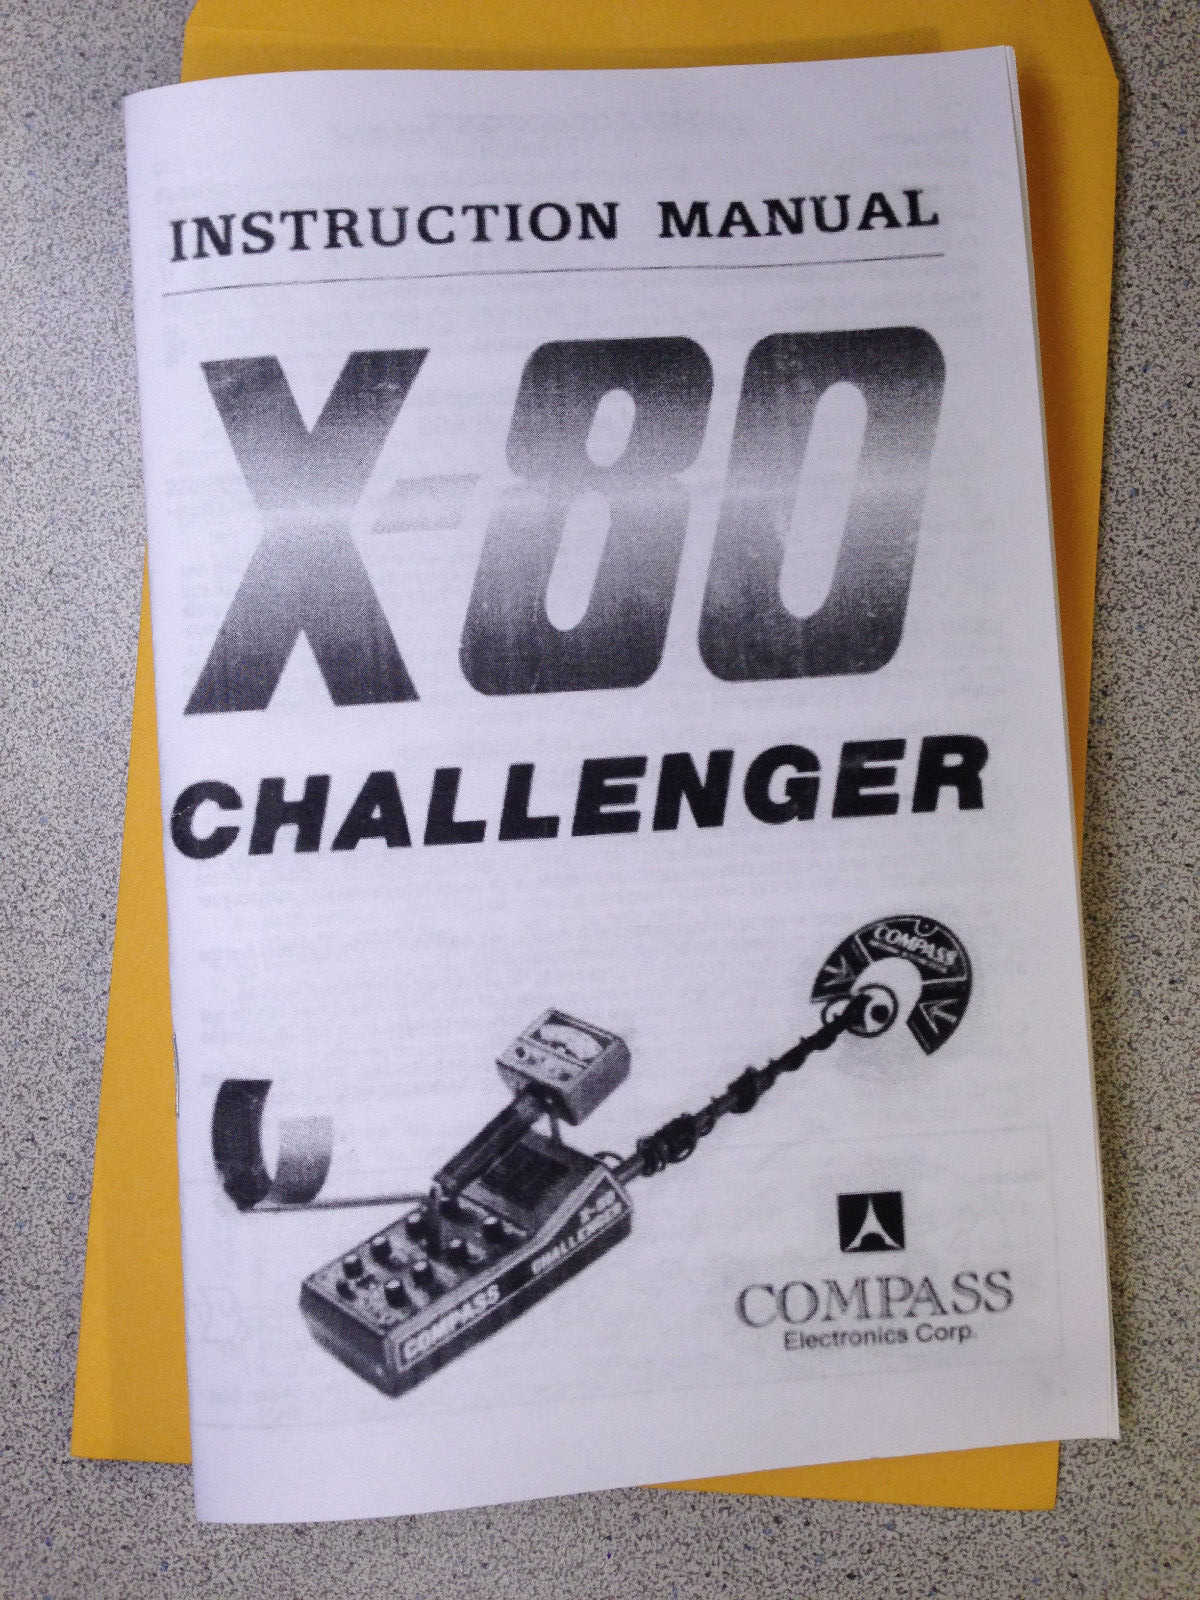 INSTRUCTION MANUAL
X-80
CHALLENGER
COMPASS
COMPASS
X-80
CHALLENGER
COMPASS
Electronics Corp.